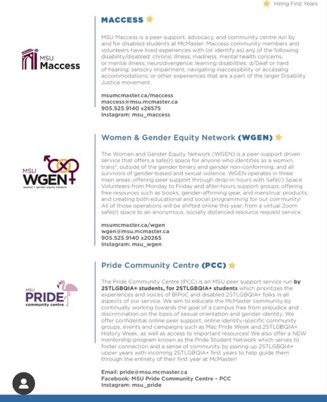 Hiring First Years
MACCESS
MSU Maccess is a peer support, advocacy, and community centre run by
and for disabled students at McMaster. Maccess community members and
volunteers have lived experiences with (or identify as) any of the following:
disability/disabled; chronic illness; madness, mental health concerns,
or mental illness; neurodivergence; learning disabilities; d/Deaf or hard
of hearing; sensory impairment; navigating inaccessibility or accessing
accommodations; or other experiences that are a part of the larger Disability
Justice movement.
msumcmaster.ca/maccess
maccess@msu.mcmaster.ca
905.525.9140 x26575
Instagram: msu_maccess
MSU
Maccess
Women & Gender Equity Network (WGEN)
The Women and Gender Equity Network (WGEN) is a peer-support driven
service that offers a safe(r) space for anyone who identifies as a woman,
trans*, outside of the gender binary and gender non-conforming, and all
survivors of gender-based and sexual violence. WGEN operates in three
main areas: offering peer support through drop-in hours with Safe(r) Space
Volunteers from Monday to Friday and after-hours support groups; offering
free resources such as books, gender-affirming gear, and menstrual products;
and creating both educational and social programming for our community!
All of those operations will be shifted online this year, from a virtual Zoom
safe(r) space to an anonymous, socially distanced resource request service.
msumcmaster.ca/wgen
wgen@msu.mcmaster.ca
905.525.9140 x20265
Instagram: msu_wgen
MSU
WGEN
Pride Community Centre (PCC)
The Pride Community Centre (PCC) is an MSU peer support service run by
2STLGBQIA+ students, for 2STLGBQIA+ students which prioritizes the
experiences and voices of BIPoC and disabled 2STLGBQIA+ folks in all
aspects of our service. We aim to educate the McMaster community by
continually working towards the goal of a campus free from prejudice and
discrimination on the basis of sexual orientation and gender identity. We
offer confidential online peer support, online identity-specific community
groups, events and campaigns such as Mac Pride Week and 2STLGBQIA+
History Week, as well as access to important resources! We also offer a NEW
mentorship program known as the Pride Student Network which serves to
foster connection and a sense of community by pairing up 2STLGBQIA+
upper years with incoming 2STLGBQIA+ first years to help guide them
through the entirety of their first year at McMaster!
Email: pride@msu.mcmaster.ca
Facebook: MSU Pride Community Centre – PCC
Instagram: msu_pride
MSU
PRIDE
community centre